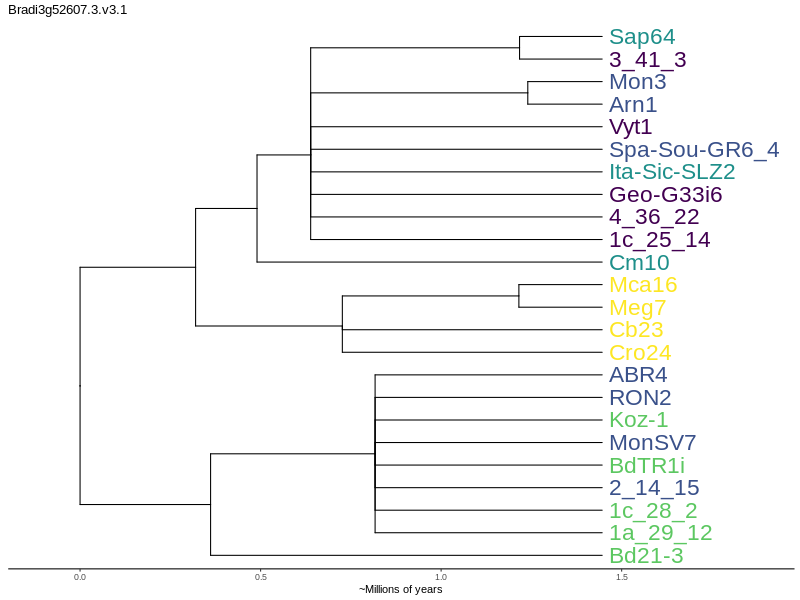 Bradi3g52607.3.v3.1
Sap64
3_41_3
Mon3
Arn1
Vyt1
Spa-Sou-GR6_4
Ita-Sic-SLZ2
Geo-G33i6
4_36_22
1c_25_14
Cm10
Mca16
Meg7
Cb23
Cro24
ABR4
RON2
Koz-1
MonSV7
BdTR1i
2_14_15
1c_28_2
1a_29_12
Bd21-3
0.0 0.5 1.0 1.5
~Millions of years